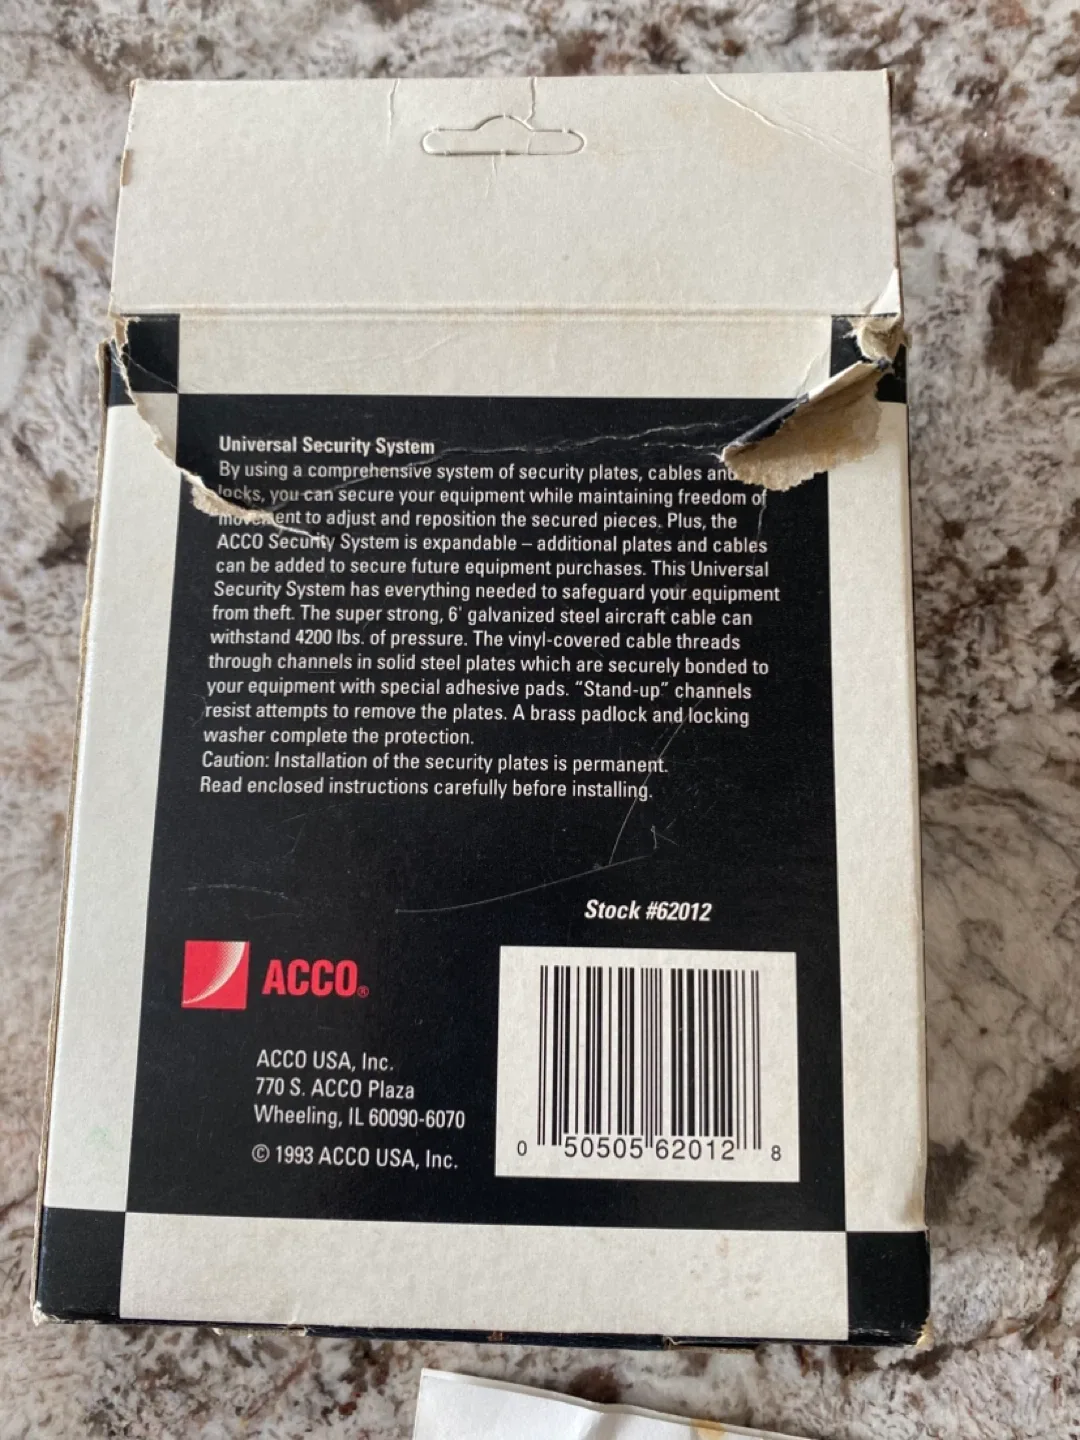 Universal Security System
By using a comprehensive system of security plates, cables and
locks, you can secure your equipment while maintaining freedom of
movement to adjust and reposition the secured pieces. Plus, the
ACCO Security System is expandable – additional plates and cables
can be added to secure future equipment purchases. This Universal
Security System has everything needed to safeguard your equipment
from theft. The super strong, 6' galvanized steel aircraft cable can
withstand 4200 lbs. of pressure. The vinyl-covered cable threads
through channels in solid steel plates which are securely bonded to
your equipment with special adhesive pads. “Stand-up” channels
resist attempts to remove the plates. A brass padlock and locking
washer complete the protection.
Caution: Installation of the security plates is permanent.
Read enclosed instructions carefully before installing.
Stock #62012
ACCO®
ACCO USA, Inc.
770 S. ACCO Plaza
Wheeling, IL 60090-6070
© 1993 ACCO USA, Inc.
0 50505 62012 8